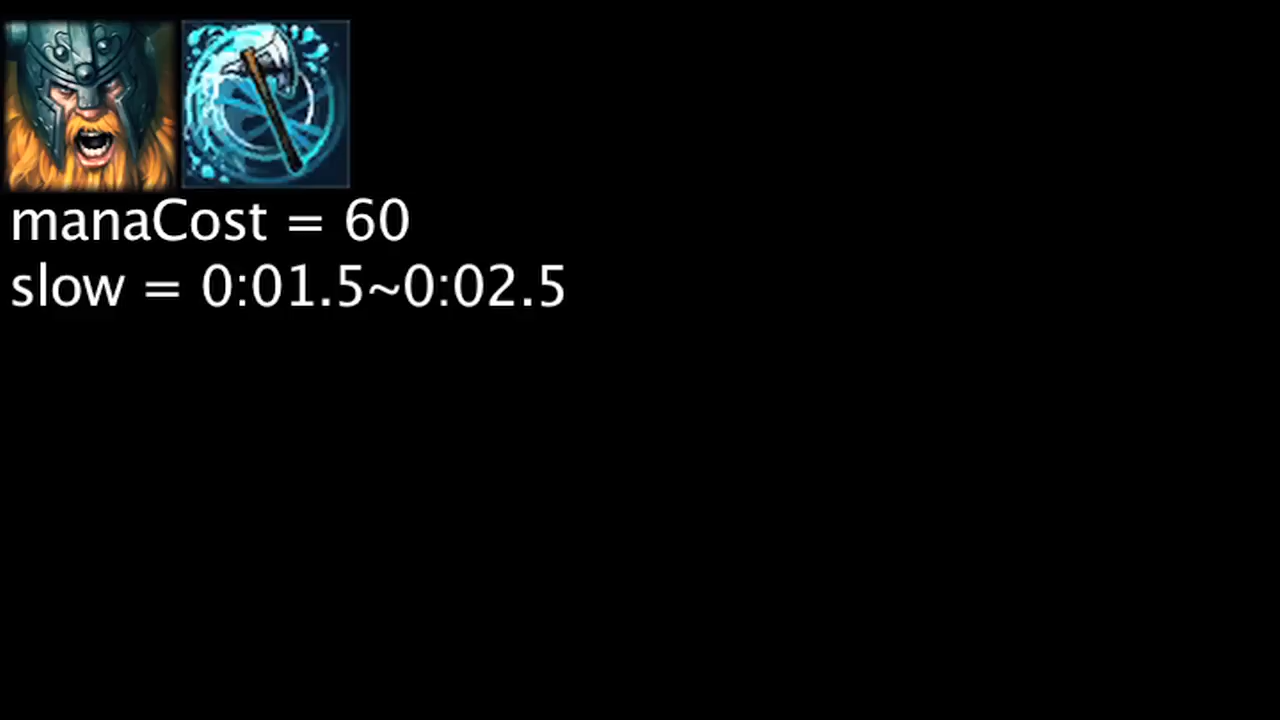 manaCost = 60
slow = 0:01.5~0:02.5